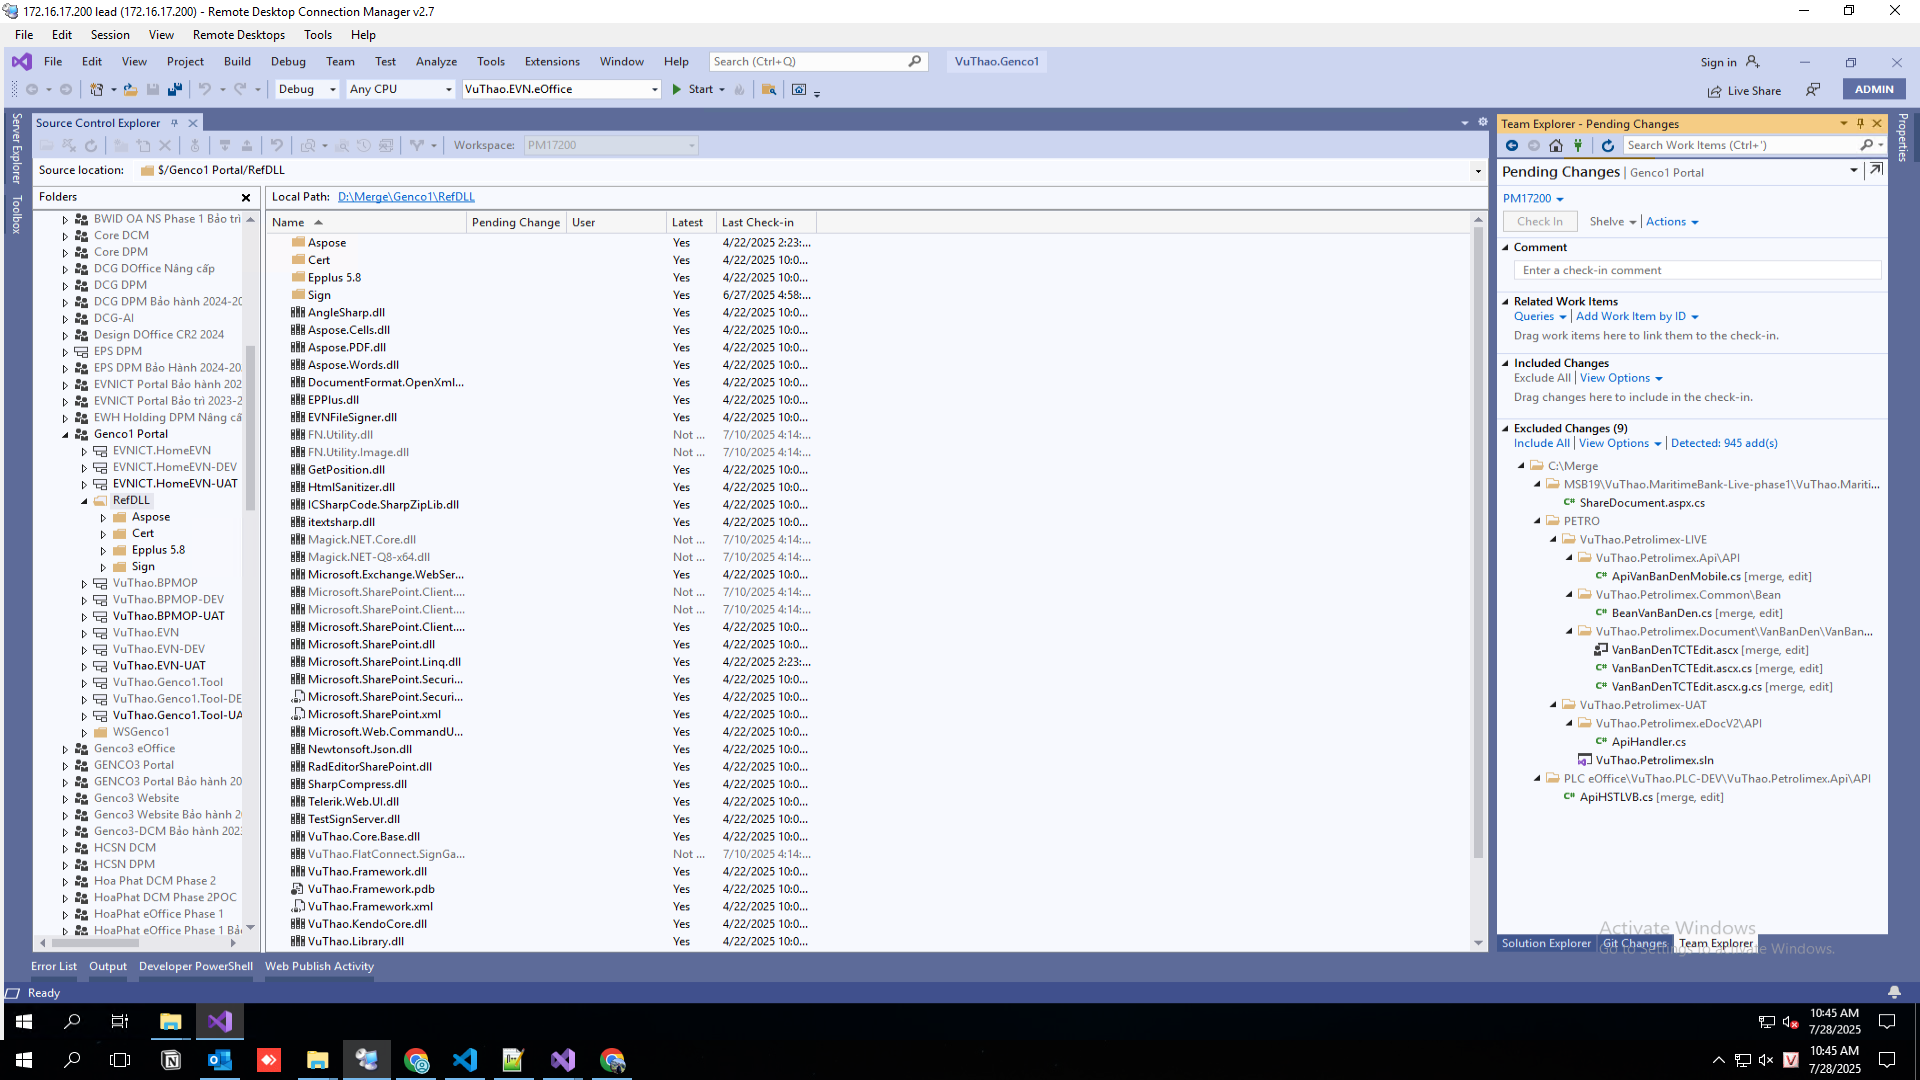 172.16.17.200 lead (172.16.17.200) - Remote Desktop Connection Manager v2.7
File Edit Session View Remote Desktops Tools Help
File Edit View Project Build Debug Team Test Analyze Tools Extensions Window Help Search (Ctrl+Q) VuThao.Genco1 Sign in
Debug Any CPU VuThao.EVN.eOffice Start Live Share ADMIN
Server Explorer
Toolbox
Source Control Explorer
Workspace: PM17200
Source location: $/Genco1 Portal/RefDLL
Folders
BWID OA NS Phase 1 Bảo trì
Core DCM
Core DPM
DCG DOffice Nâng cấp
DCG DPM
DCG DPM Bảo hành 2024-20
DCG-AI
Design DOffice CR2 2024
EPS DPM
EPS DPM Bảo Hành 2024-20
EVNICT Portal Bảo hành 202
EVNICT Portal Bảo trì 2023-2
EWH Holding DPM Nâng cấ
Genco1 Portal
EVNICT.HomeEVN
EVNICT.HomeEVN-DEV
EVNICT.HomeEVN-UAT
RefDLL
Aspose
Cert
Epplus 5.8
Sign
VuThao.BPMOP
VuThao.BPMOP-DEV
VuThao.BPMOP-UAT
VuThao.EVN
VuThao.EVN-DEV
VuThao.EVN-UAT
VuThao.Genco1.Tool
VuThao.Genco1.Tool-DE
VuThao.Genco1.Tool-UA
WSGenco1
Genco3 eOffice
GENCO3 Portal
GENCO3 Portal Bảo hành 20
Genco3 Website
Genco3 Website Bảo hành 2
Genco3-DCM Bảo hành 202
HCSN DCM
HCSN DPM
Hoa Phat DCM Phase 2
HoaPhat DCM Phase 2POC
HoaPhat eOffice Phase 1
HoaPhat eOffice Phase 1 Bả
Local Path: D:\Merge\Genco1\RefDLL
Name Pending Change User Latest Last Check-in
Aspose Yes 4/22/2025 2:23:...
Cert Yes 4/22/2025 10:0...
Epplus 5.8 Yes 4/22/2025 10:0...
Sign Yes 6/27/2025 4:58:...
AngleSharp.dll Yes 4/22/2025 10:0...
Aspose.Cells.dll Yes 4/22/2025 10:0...
Aspose.PDF.dll Yes 4/22/2025 10:0...
Aspose.Words.dll Yes 4/22/2025 10:0...
DocumentFormat.OpenXml... Yes 4/22/2025 10:0...
EPPlus.dll Yes 4/22/2025 10:0...
EVNFileSigner.dll Yes 4/22/2025 10:0...
FN.Utility.dll Not ... 7/10/2025 4:14:...
FN.Utility.Image.dll Not ... 7/10/2025 4:14:...
GetPosition.dll Yes 4/22/2025 10:0...
HtmlSanitizer.dll Yes 4/22/2025 10:0...
ICSharpCode.SharpZipLib.dll Yes 4/22/2025 10:0...
itextsharp.dll Yes 4/22/2025 10:0...
Magick.NET.Core.dll Not ... 7/10/2025 4:14:...
Magick.NET-Q8-x64.dll Not ... 7/10/2025 4:14:...
Microsoft.Exchange.WebSer... Yes 4/22/2025 10:0...
Microsoft.SharePoint.Client.... Not ... 7/10/2025 4:14:...
Microsoft.SharePoint.Client.... Not ... 7/10/2025 4:14:...
Microsoft.SharePoint.Client.... Yes 4/22/2025 10:0...
Microsoft.SharePoint.dll Yes 4/22/2025 10:0...
Microsoft.SharePoint.Linq.dll Yes 4/22/2025 2:23:...
Microsoft.SharePoint.Securi... Yes 4/22/2025 10:0...
Microsoft.SharePoint.Securi... Yes 4/22/2025 10:0...
Microsoft.SharePoint.xml Yes 4/22/2025 10:0...
Microsoft.Web.CommandU... Yes 4/22/2025 10:0...
Newtonsoft.Json.dll Yes 4/22/2025 10:0...
RadEditorSharePoint.dll Yes 4/22/2025 10:0...
SharpCompress.dll Yes 4/22/2025 10:0...
Telerik.Web.UI.dll Yes 4/22/2025 10:0...
TestSignServer.dll Yes 4/22/2025 10:0...
VuThao.Core.Base.dll Yes 4/22/2025 10:0...
VuThao.FlatConnect.SignGa... Not ... 7/10/2025 4:14:...
VuThao.Framework.dll Yes 4/22/2025 10:0...
VuThao.Framework.pdb Yes 4/22/2025 10:0...
VuThao.Framework.xml Yes 4/22/2025 10:0...
VuThao.KendoCore.dll Yes 4/22/2025 10:0...
VuThao.Library.dll Yes 4/22/2025 10:0...
Team Explorer - Pending Changes
Search Work Items (Ctrl+')
Pending Changes | Genco1 Portal
PM17200
Check In Shelve Actions
Comment
Enter a check-in comment
Related Work Items
Queries Add Work Item by ID
Drag work items here to link them to the check-in.
Included Changes
Exclude All View Options
Drag changes here to include in the check-in.
Excluded Changes (9)
Include All View Options Detected: 945 add(s)
C:\Merge
MSB19\VuThao.MaritimeBank-Live-phase1\VuThao.Mariti...
ShareDocument.aspx.cs
PETRO
VuThao.Petrolimex-LIVE
VuThao.Petrolimex.Api\API
ApiVanBanDenMobile.cs [merge, edit]
VuThao.Petrolimex.Common\Bean
BeanVanBanDen.cs [merge, edit]
VuThao.Petrolimex.Document\VanBanDen\VanBan...
VanBanDenTCTEdit.ascx [merge, edit]
VanBanDenTCTEdit.ascx.cs [merge, edit]
VanBanDenTCTEdit.ascx.g.cs [merge, edit]
VuThao.Petrolimex-UAT
VuThao.Petrolimex.eDocV2\API
ApiHandler.cs
VuThao.Petrolimex.sln
PLC eOffice\VuThao.PLC-DEV\VuThao.Petrolimex.Api\API
ApiHSTLVB.cs [merge, edit]
Activate Windows
Go to Settings to activate Windows.
Solution Explorer Git Changes Team Explorer
Properties
Error List Output Developer PowerShell Web Publish Activity
Ready
10:45 AM
7/28/2025
10:45 AM
7/28/2025